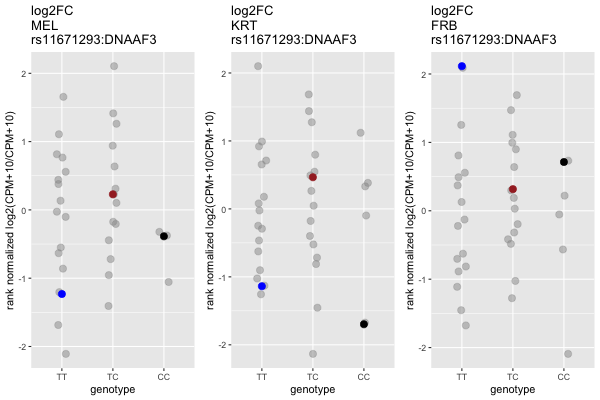 log2FC
MEL
rs11671293:DNAAF3
rank normalized log2(CPM+10/CPM+10)
2
1
0
-1
-2
TT
TC
CC
genotype
log2FC
KRT
rs11671293:DNAAF3
rank normalized log2(CPM+10/CPM+10)
2
1
0
-1
-2
TT
TC
CC
genotype
log2FC
FRB
rs11671293:DNAAF3
rank normalized log2(CPM+10/CPM+10)
2
1
0
-1
-2
TT
TC
CC
genotype